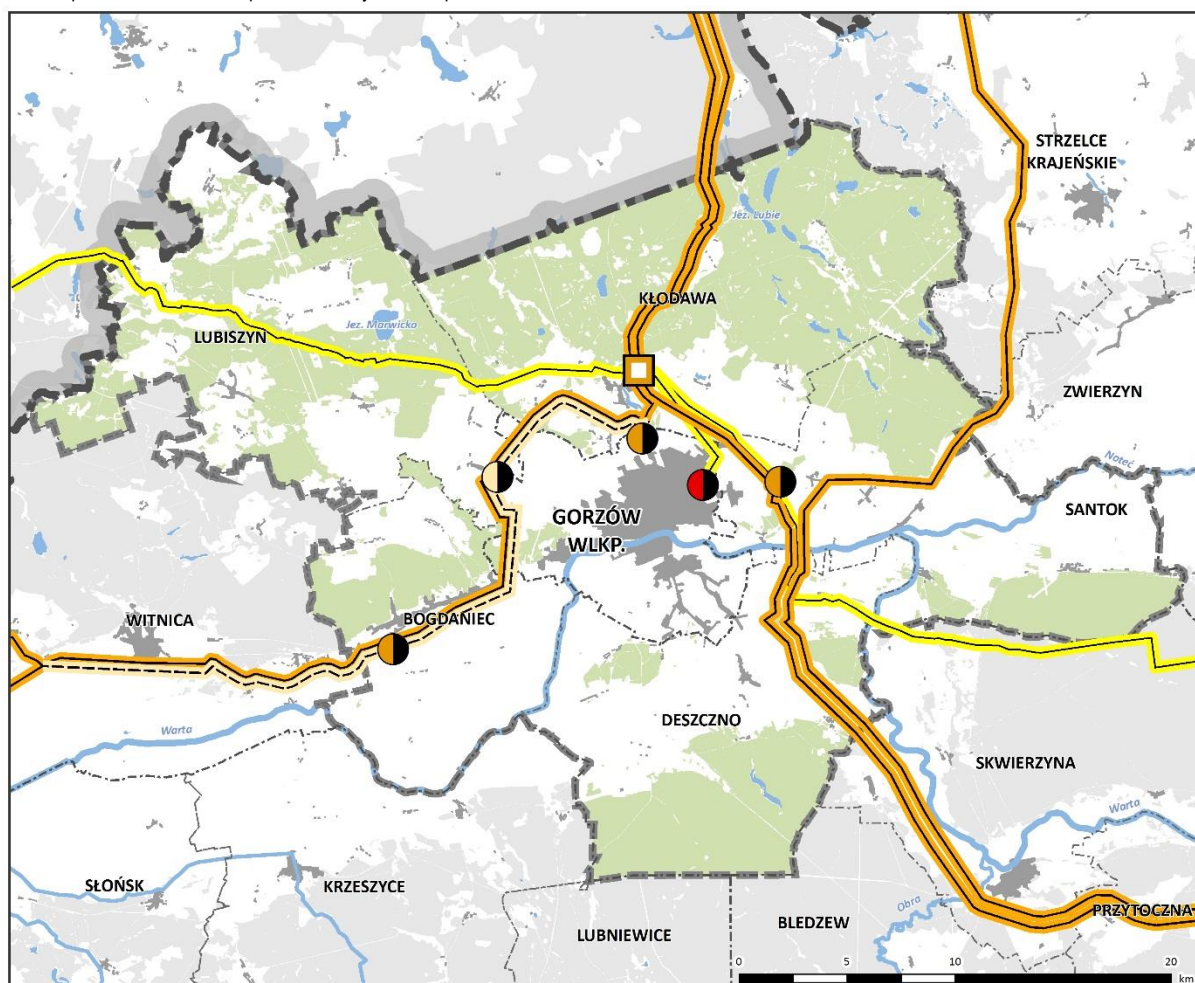 STRZELCE
KRAJEŃSKIE
Jez. Lubie
KŁODAWA
LUBISZYN
Jez. Marwicko
ZWIERZYN
Noteć
SANTOK
GORZÓW
WLKP.
WITNICA
BOGDANIEC
DESZCZNO
Warta
SKWIERZYNA
Warta
SŁOŃSK
KRZESZYCE
Obra
PRZYTOCZNA
BLEDZEW
LUBNIEWICE
0 5 10 20
km